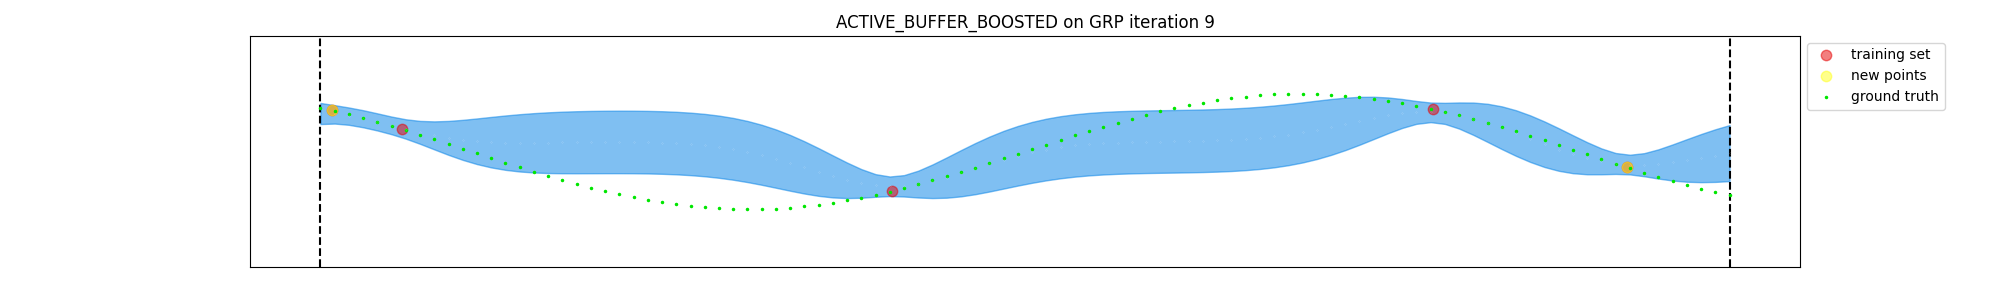 ACTIVE_BUFFER_BOOSTED on GRP iteration 9
training set
new points
ground truth